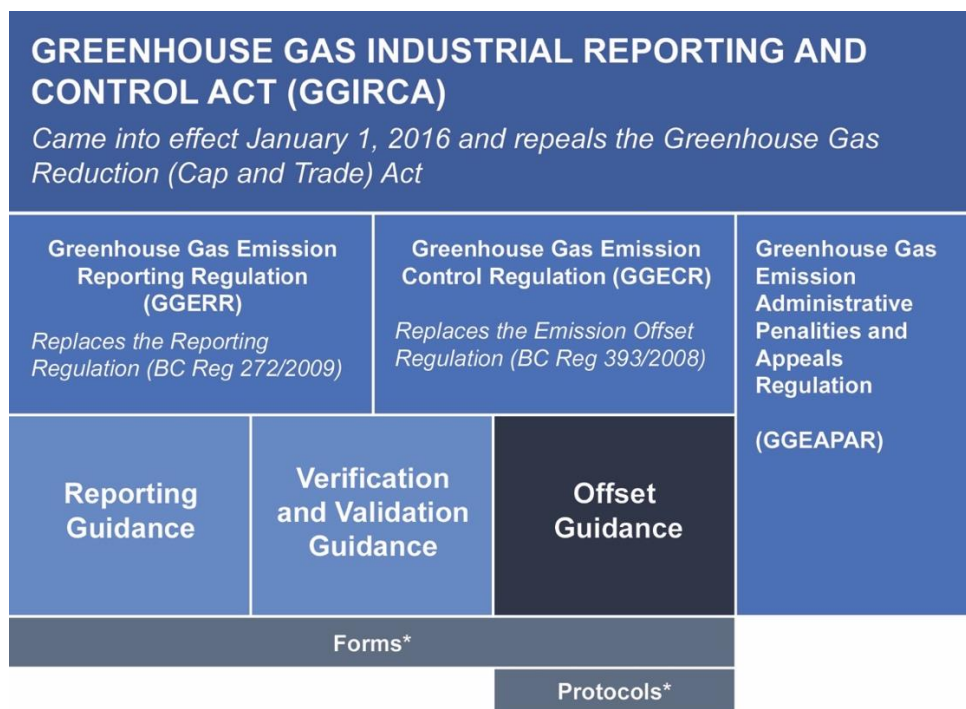 GREENHOUSE GAS INDUSTRIAL REPORTING AND
CONTROL ACT (GGIRCA)
Came into effect January 1, 2016 and repeals the Greenhouse Gas
Reduction (Cap and Trade) Act
Greenhouse Gas Emission
Reporting Regulation
(GGERR)
Replaces the Reporting
Regulation (BC Reg 272/2009)
Greenhouse Gas Emission
Control Regulation (GGECR)
Replaces the Emission Offset
Regulation (BC Reg 393/2008)
Greenhouse Gas
Emission
Administrative
Penalities and
Appeals
Regulation
(GGEAPAR)
Reporting
Guidance
Verification
and Validation
Guidance
Offset
Guidance
Forms*
Protocols*